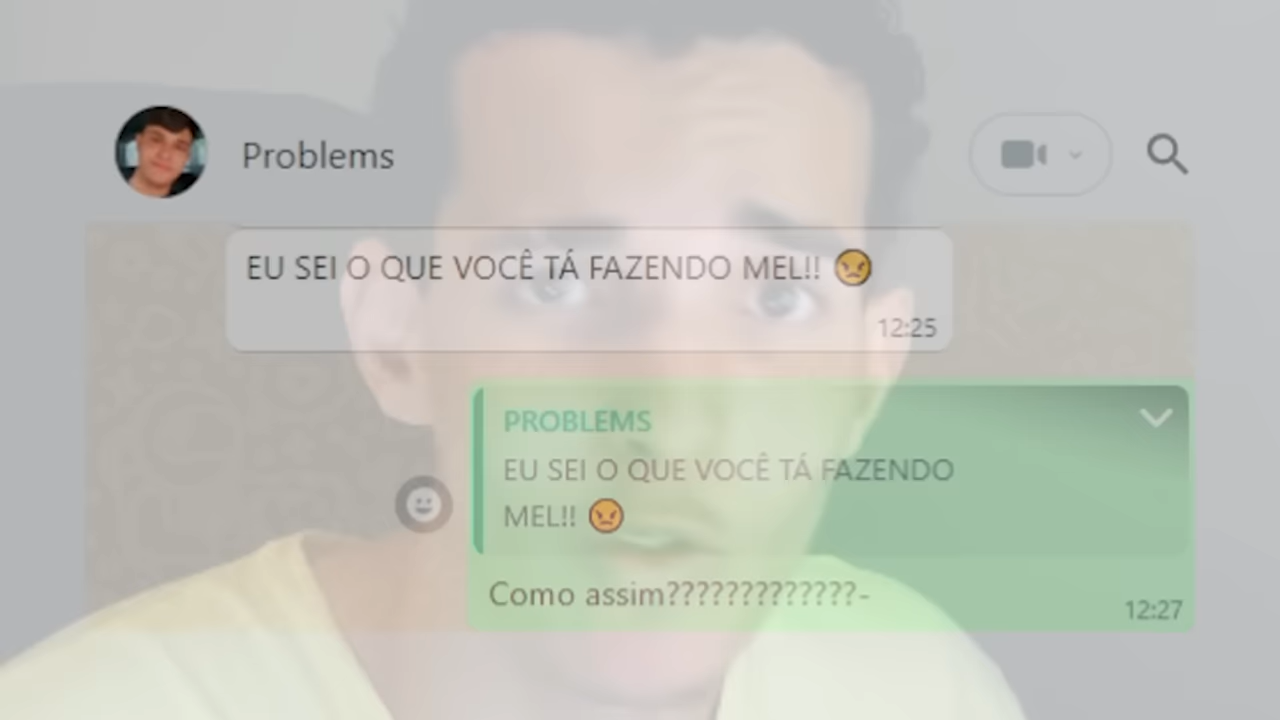 Problems
EU SEI O QUE VOCÊ TÁ FAZENDO MEL!! 😡
12:25
PROBLEMS
EU SEI O QUE VOCÊ TÁ FAZENDO
MEL!! 😡
Como assim?????????????-
12:27